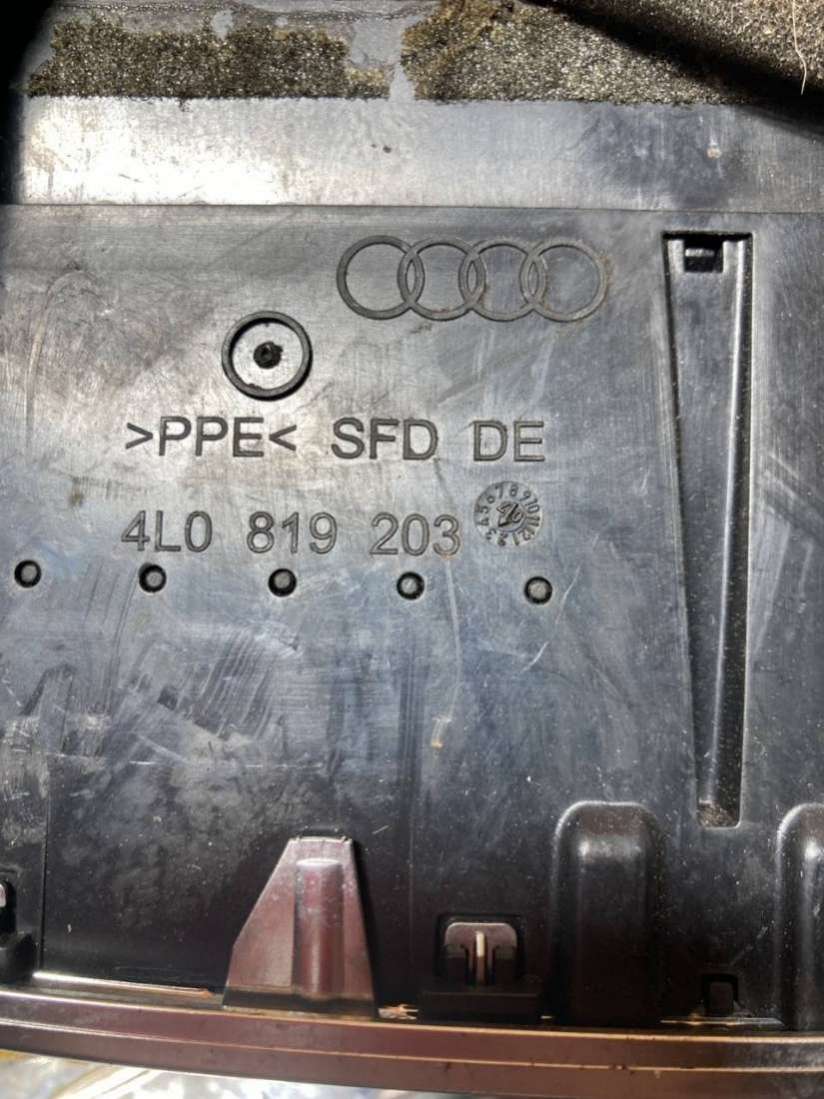 >PPE< SFD DE
4L0 819 203